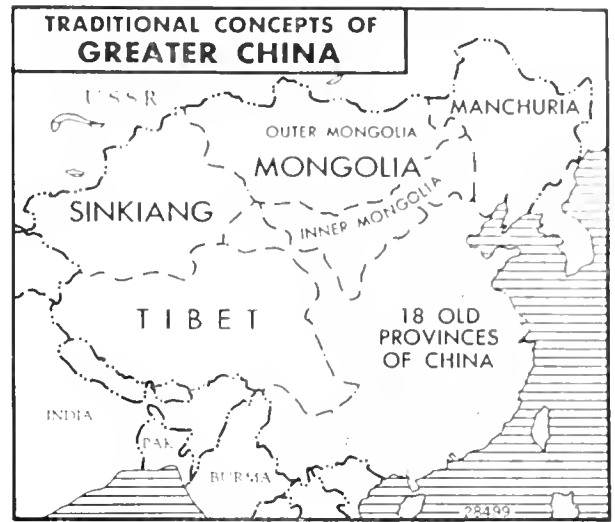 TRADITIONAL CONCEPTS OF
GREATER CHINA
USSR
MANCHURIA
OUTER MONGOLIA
MONGOLIA
SINKIANG
INNER MONGOLIA
TIBET
18 OLD
PROVINCES
OF CHINA
INDIA
PAK
BURMA
28499